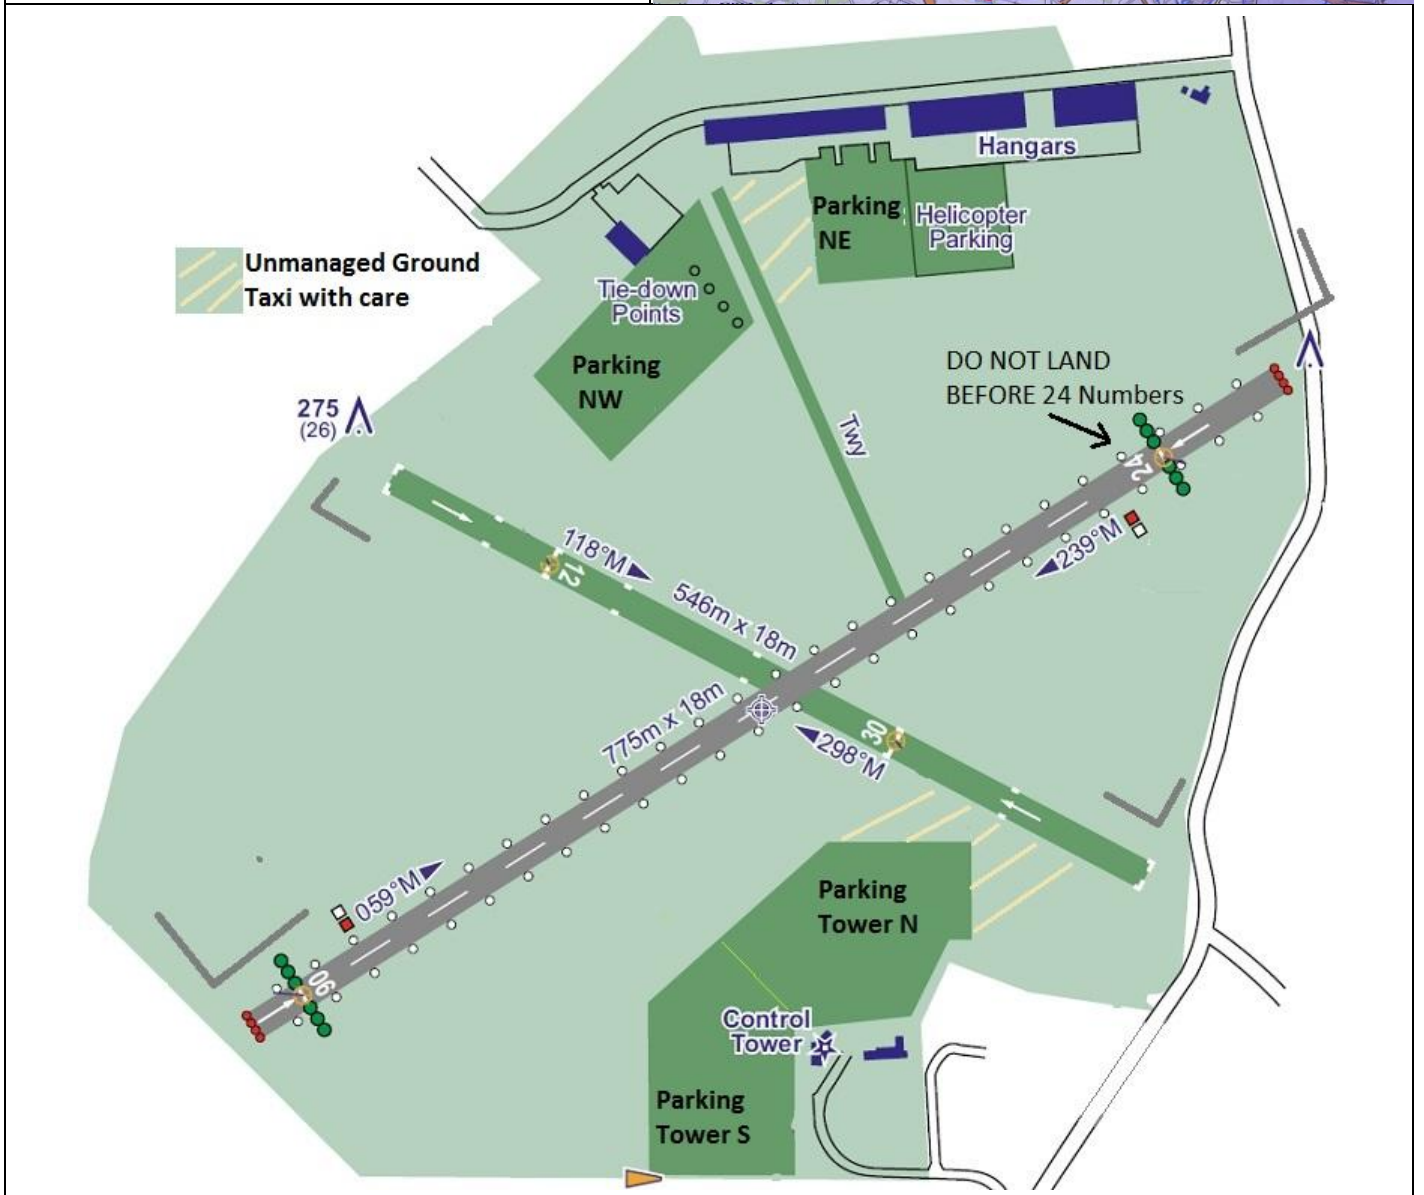 Hangars
Parking
NE
Helicopter
Parking
Unmanaged Ground
Taxi with care
Tie-down
Points
Parking
NW
DO NOT LAND
BEFORE 24 Numbers
275
(26)
Twy
24
239°M
118°M
12
546m x 18m
775m x 18m
30
298°M
059°M
06
Parking
Tower N
Control
Tower
Parking
Tower S